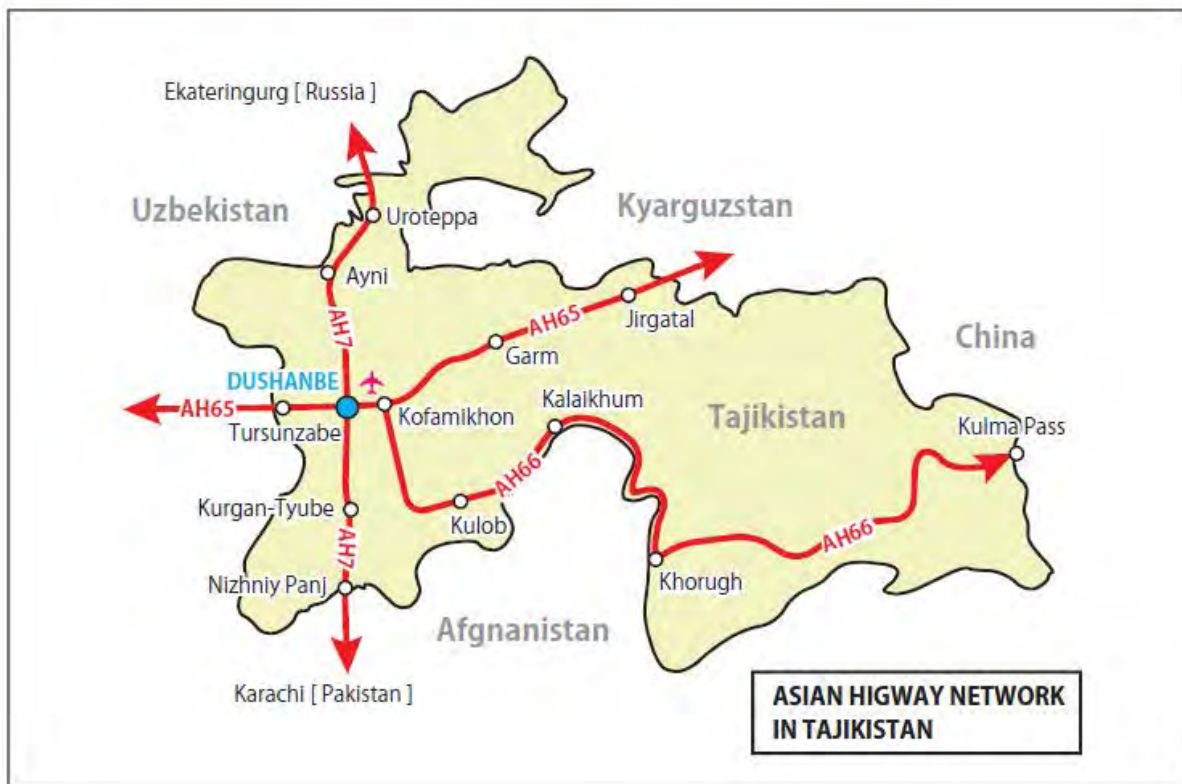 Ekateringurg [ Russia ]
Uzbekistan
Uroteppa
Kyarguzstan
Ayni
AH7
AH65
Jirgatal
Garm
China
DUSHANBE
AH65
Kofamikhon
Tursunzabe
Kalaikhum
Tajikistan
Kulma Pass
AH66
Kurgan-Tyube
Kulob
AH7
AH66
Nizhniy Panj
Khorugh
Afgnanistan
Karachi [ Pakistan ]
ASIAN HIGWAY NETWORK
IN TAJIKISTAN